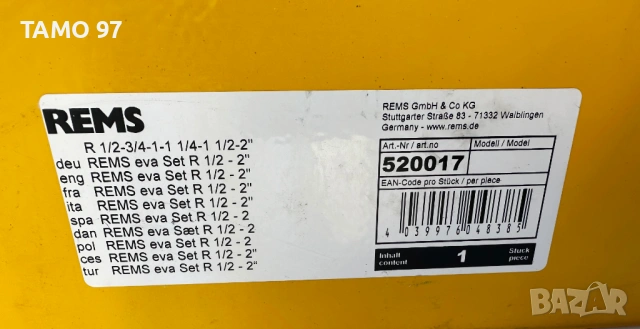 TAMO 97
REMS
R 1/2-3/4-1-1 1/4-1 1/2-2"
deu REMS eva Set R 1/2 - 2"
eng REMS eva Set R 1/2 - 2"
fra REMS eva Set R 1/2 - 2"
ita REMS eva Set R 1/2 - 2"
spa REMS eva Set R 1/2 - 2
dan REMS eva Sæt R 1/2 - 2
pol REMS eva Set R 1/2 - 2"
ces REMS eva Set R 1/2 - 2"
tur REMS eva Set R 1/2 - 2"
REMS GmbH & Co KG
Stuttgarter Straße 83 - 71332 Waiblingen
Germany - www.rems.de
Art.-Nr / art.no
Modell / Model
520017
EAN-Code pro Stück / per piece
4 039976 048385
Inhalt
content
1
Stück
piece
BAZAR
bg